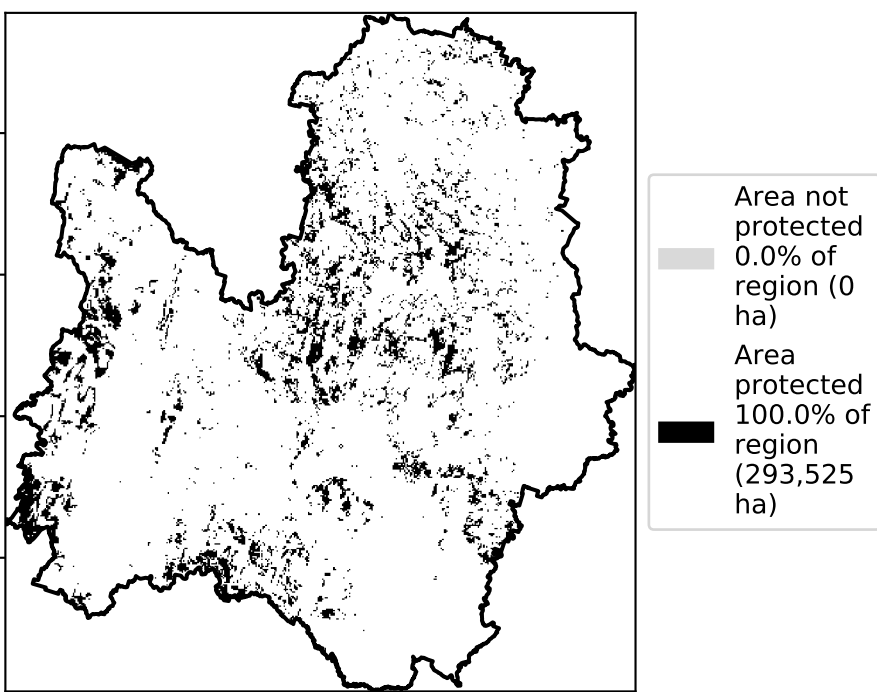 Area not
protected
0.0% of
region (0
ha)
Area
protected
100.0% of
region
(293,525
ha)